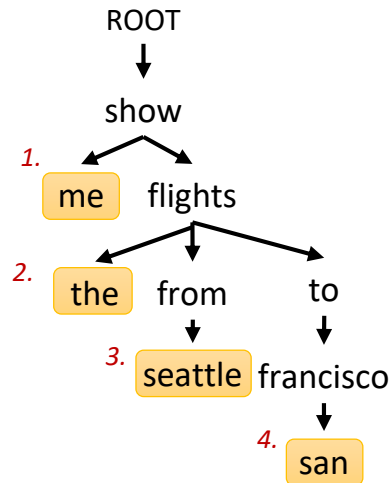 ROOT
show
1.
me flights
2.
the from to
3.
seattle francisco
4.
san